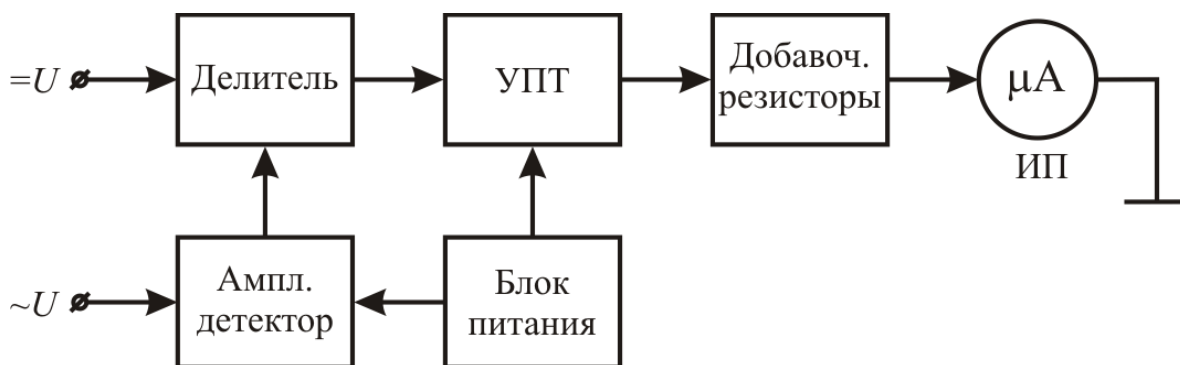 =U
Делитель
УПТ
Добавоч.
резисторы
μA
ИП
~U
Ампл.
детектор
Блок
питания